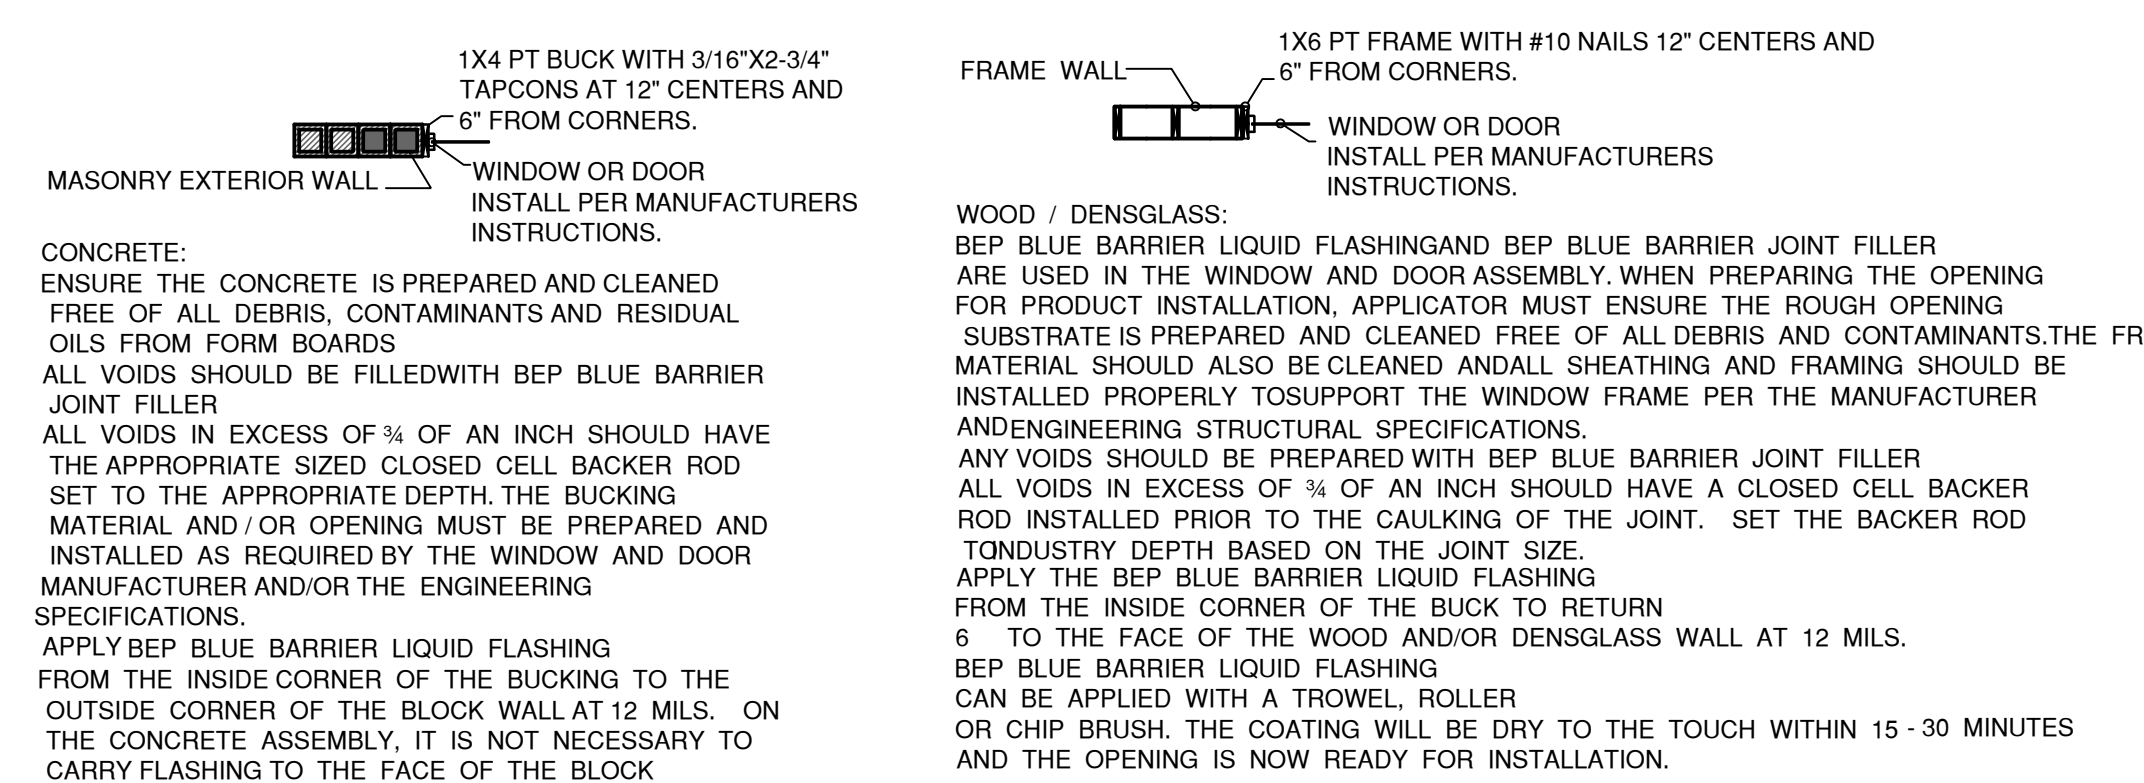 1X4 PT BUCK WITH 3/16"X2-3/4"
TAPCONS AT 12" CENTERS AND
6" FROM CORNERS.
MASONRY EXTERIOR WALL
WINDOW OR DOOR
INSTALL PER MANUFACTURERS
INSTRUCTIONS.
CONCRETE:
ENSURE THE CONCRETE IS PREPARED AND CLEANED
FREE OF ALL DEBRIS, CONTAMINANTS AND RESIDUAL
OILS FROM FORM BOARDS
ALL VOIDS SHOULD BE FILLEDWITH BEP BLUE BARRIER
JOINT FILLER
ALL VOIDS IN EXCESS OF ¾ OF AN INCH SHOULD HAVE
THE APPROPRIATE SIZED CLOSED CELL BACKER ROD
SET TO THE APPROPRIATE DEPTH. THE BUCKING
MATERIAL AND / OR OPENING MUST BE PREPARED AND
INSTALLED AS REQUIRED BY THE WINDOW AND DOOR
MANUFACTURER AND/OR THE ENGINEERING
SPECIFICATIONS.
APPLY BEP BLUE BARRIER LIQUID FLASHING
FROM THE INSIDE CORNER OF THE BUCKING TO THE
OUTSIDE CORNER OF THE BLOCK WALL AT 12 MILS. ON
THE CONCRETE ASSEMBLY, IT IS NOT NECESSARY TO
CARRY FLASHING TO THE FACE OF THE BLOCK
1X6 PT FRAME WITH #10 NAILS 12" CENTERS AND
6" FROM CORNERS.
FRAME WALL
WINDOW OR DOOR
INSTALL PER MANUFACTURERS
INSTRUCTIONS.
WOOD / DENSGLASS:
BEP BLUE BARRIER LIQUID FLASHINGAND BEP BLUE BARRIER JOINT FILLER
ARE USED IN THE WINDOW AND DOOR ASSEMBLY. WHEN PREPARING THE OPENING
FOR PRODUCT INSTALLATION, APPLICATOR MUST ENSURE THE ROUGH OPENING
SUBSTRATE IS PREPARED AND CLEANED FREE OF ALL DEBRIS AND CONTAMINANTS.THE FR
MATERIAL SHOULD ALSO BE CLEANED ANDALL SHEATHING AND FRAMING SHOULD BE
INSTALLED PROPERLY TOSUPPORT THE WINDOW FRAME PER THE MANUFACTURER
ANDENGINEERING STRUCTURAL SPECIFICATIONS.
ANY VOIDS SHOULD BE PREPARED WITH BEP BLUE BARRIER JOINT FILLER
ALL VOIDS IN EXCESS OF ¾ OF AN INCH SHOULD HAVE A CLOSED CELL BACKER
ROD INSTALLED PRIOR TO THE CAULKING OF THE JOINT. SET THE BACKER ROD
TOINDUSTRY DEPTH BASED ON THE JOINT SIZE.
APPLY THE BEP BLUE BARRIER LIQUID FLASHING
FROM THE INSIDE CORNER OF THE BUCK TO RETURN
6 TO THE FACE OF THE WOOD AND/OR DENSGLASS WALL AT 12 MILS.
BEP BLUE BARRIER LIQUID FLASHING
CAN BE APPLIED WITH A TROWEL, ROLLER
OR CHIP BRUSH. THE COATING WILL BE DRY TO THE TOUCH WITHIN 15 - 30 MINUTES
AND THE OPENING IS NOW READY FOR INSTALLATION.